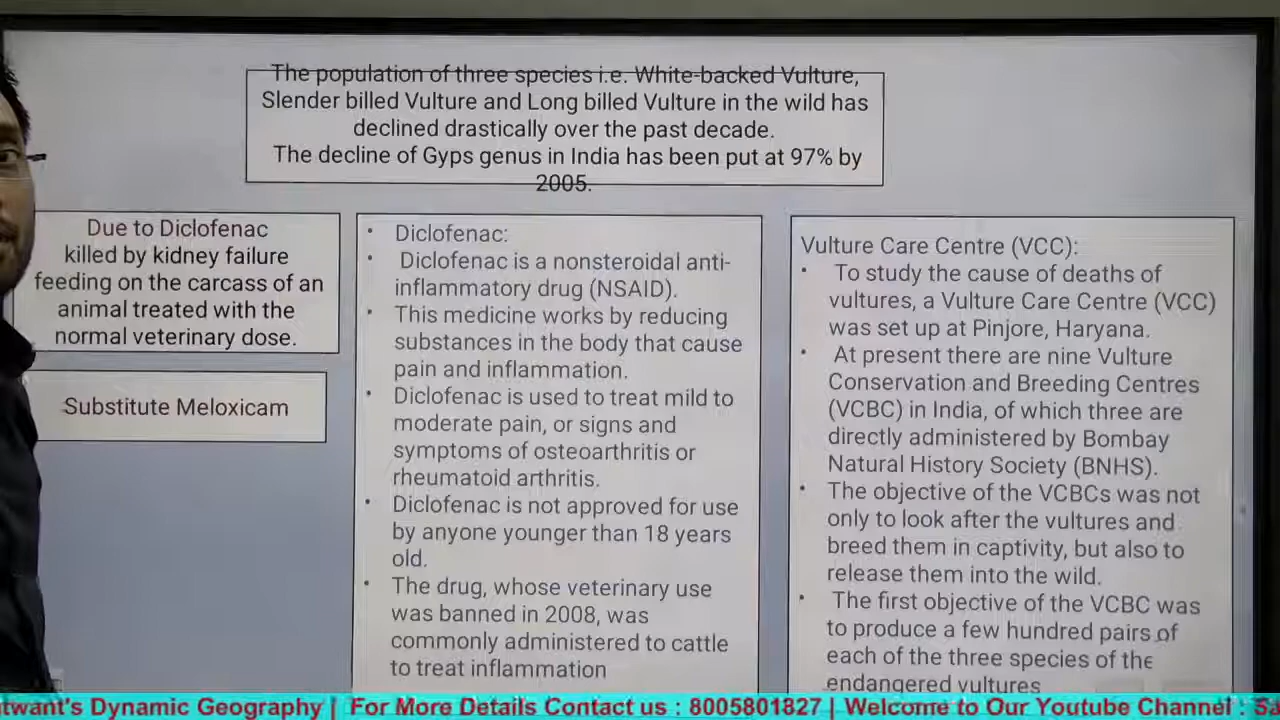 The population of three species i.e. White-backed Vulture,
Slender billed Vulture and Long billed Vulture in the wild has
declined drastically over the past decade.
The decline of Gyps genus in India has been put at 97% by
2005.
Due to Diclofenac
killed by kidney failure
feeding on the carcass of an
animal treated with the
normal veterinary dose.
Substitute Meloxicam
• Diclofenac:
• Diclofenac is a nonsteroidal anti-
inflammatory drug (NSAID).
• This medicine works by reducing
substances in the body that cause
pain and inflammation.
• Diclofenac is used to treat mild to
moderate pain, or signs and
symptoms of osteoarthritis or
rheumatoid arthritis.
• Diclofenac is not approved for use
by anyone younger than 18 years
old.
• The drug, whose veterinary use
was banned in 2008, was
commonly administered to cattle
to treat inflammation
Vulture Care Centre (VCC):
• To study the cause of deaths of
vultures, a Vulture Care Centre (VCC)
was set up at Pinjore, Haryana.
• At present there are nine Vulture
Conservation and Breeding Centres
(VCBC) in India, of which three are
directly administered by Bombay
Natural History Society (BNHS).
• The objective of the VCBCs was not
only to look after the vultures and
breed them in captivity, but also to
release them into the wild.
• The first objective of the VCBC was
to produce a few hundred pairs of
each of the three species of the
endangered vultures
Dynamic Geography | For More Details Contact us : 8005801827 | Welcome to Our Youtube Channel :